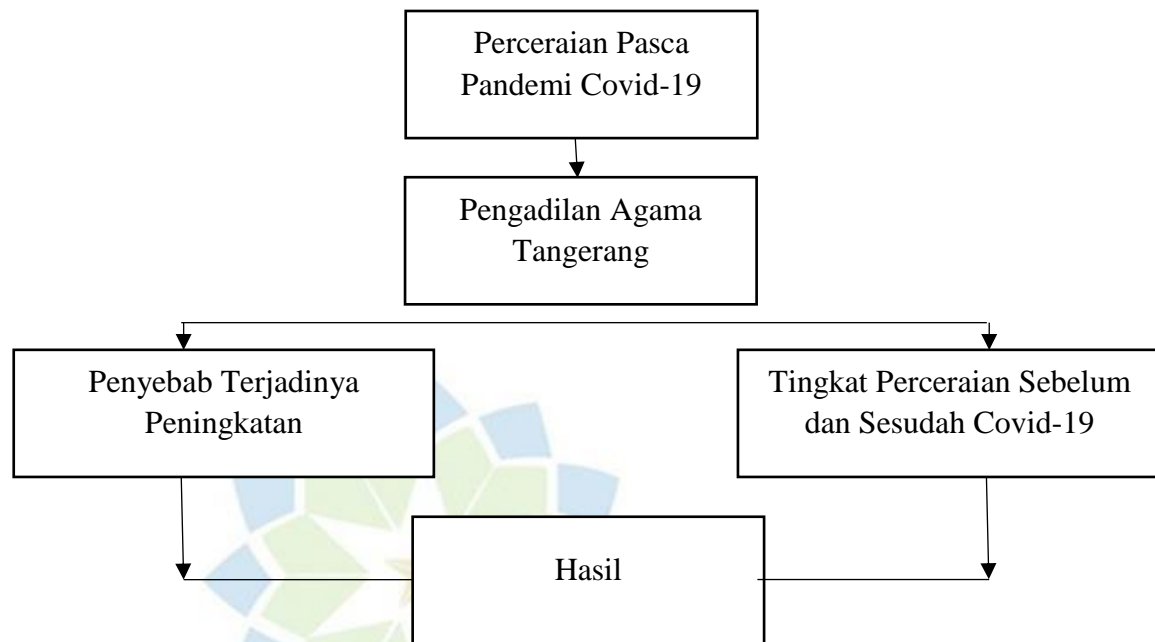 Perceraian Pasca
Pandemi Covid-19
Pengadilan Agama
Tangerang
Penyebab Terjadinya
Peningkatan
Tingkat Perceraian Sebelum
dan Sesudah Covid-19
Hasil